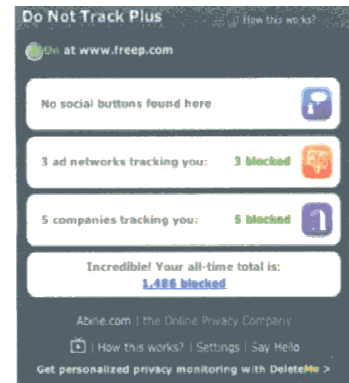 Do Not Track Plus
How this works?
On at www.freep.com
No social buttons found here
3 ad networks tracking you: 3 blocked
5 companies tracking you: 5 blocked
Incredible! Your all-time total is:
1,486 blocked
Abine.com | the Online Privacy Company
How this works? | Settings | Say Hello
Get personalized privacy monitoring with DeleteMe >